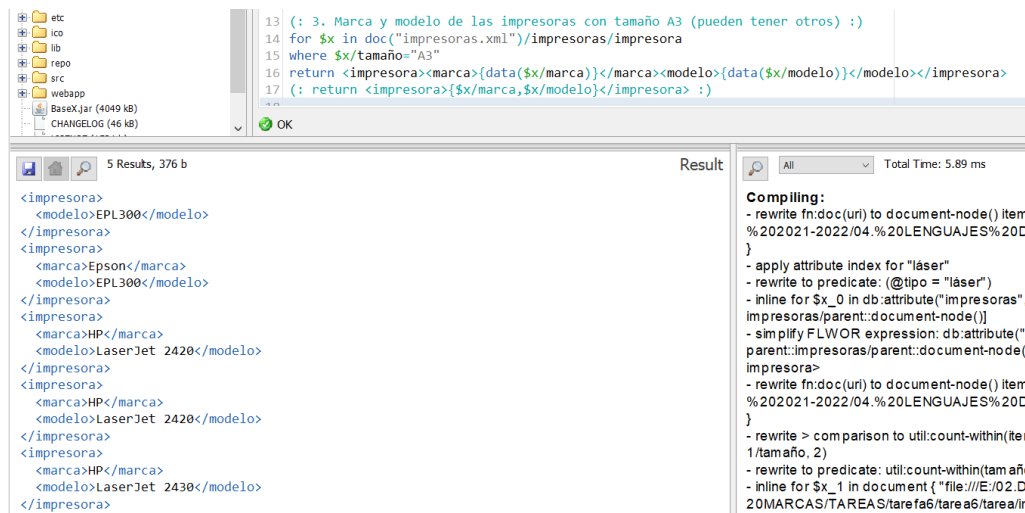 etc
ico
lib
repo
src
webapp
BaseX.jar (4049 kB)
CHANGELOG (46 kB)
13 (: 3. Marca y modelo de las impresoras con tamaño A3 (pueden tener otros) :)
14 for $x in doc("impresoras.xml")/impresoras/impresora
15 where $x/tamaño="A3"
16 return <impresora><marca>{data($x/marca)}</marca><modelo>{data($x/modelo)}</modelo></impresora>
17 (: return <impresora>{$x/marca,$x/modelo}</impresora> :)
OK
5 Results, 376 b
Result
<impresora>
<modelo>EPL300</modelo>
</impresora>
<impresora>
<marca>Epson</marca>
<modelo>EPL300</modelo>
</impresora>
<impresora>
<marca>HP</marca>
<modelo>LaserJet 2420</modelo>
</impresora>
<impresora>
<marca>HP</marca>
<modelo>LaserJet 2420</modelo>
</impresora>
<impresora>
<marca>HP</marca>
<modelo>LaserJet 2430</modelo>
</impresora>
All
Total Time: 5.89 ms
Compiling:
- rewrite fn:doc(uri) to document-node() item
%202021-2022/04.%20LENGUAJES%20D
}
- apply attribute index for "láser"
- rewrite to predicate: (@tipo = "láser")
- inline for $x_0 in db:attribute("impresoras"
impresoras/parent::document-node()]
- simplify FLWOR expression: db:attribute("
parent::impresoras/parent::document-node(
impresora>
- rewrite fn:doc(uri) to document-node() item
%202021-2022/04.%20LENGUAJES%20D
}
- rewrite > comparison to util:count-within(iter
1/tamaño, 2)
- rewrite to predicate: util:count-within(tamañ
- inline for $x_1 in document { "file:///E:/02.D
20MARCAS/TAREAS/tarefa6/tarea6/tarea/ir